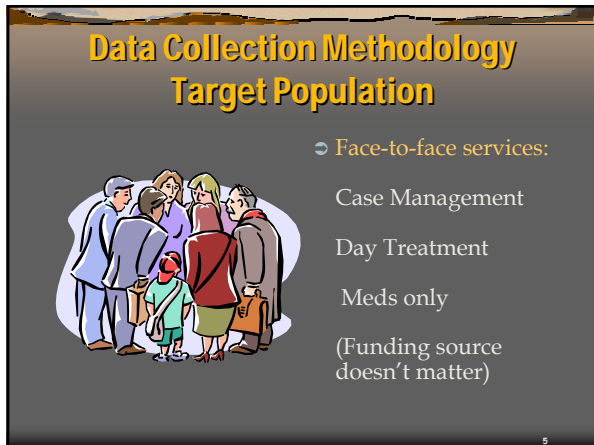 Data Collection Methodology
Target Population
➲ Face-to-face services:
Case Management
Day Treatment
Meds only
(Funding source
doesn't matter)
5